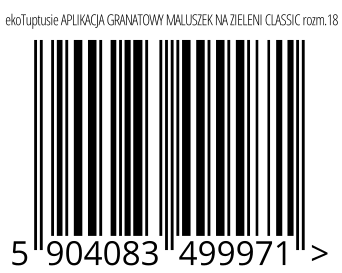 ekoTuptusie APLIKACJA GRANATOWY MALUSZEK NA ZIELENI CLASSIC rozm.18
5 904083 499971 >